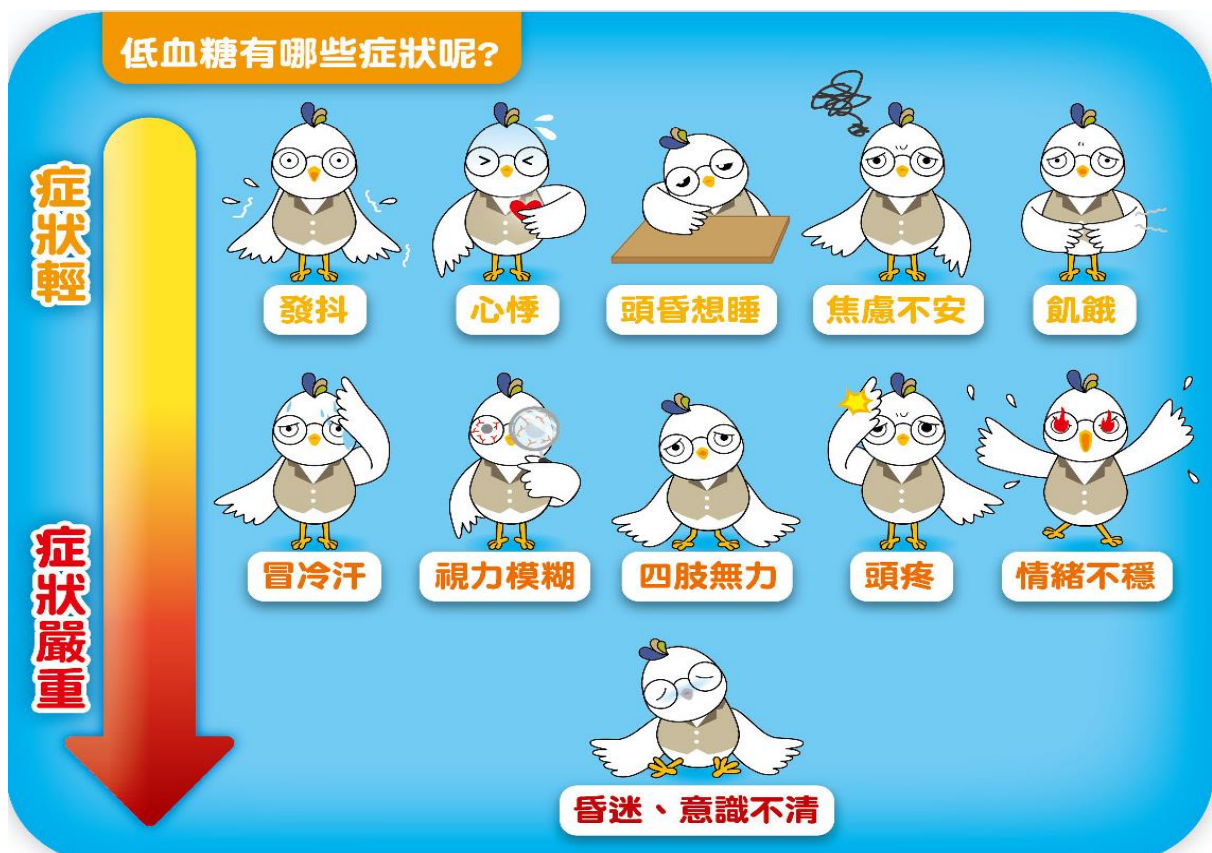 低血糖有哪些症狀呢?
症狀輕
發抖
心悸
頭昏想睡
焦慮不安
飢餓
冒冷汗
視力模糊
四肢無力
頭疼
情緒不穩
症狀嚴重
昏迷、意識不清